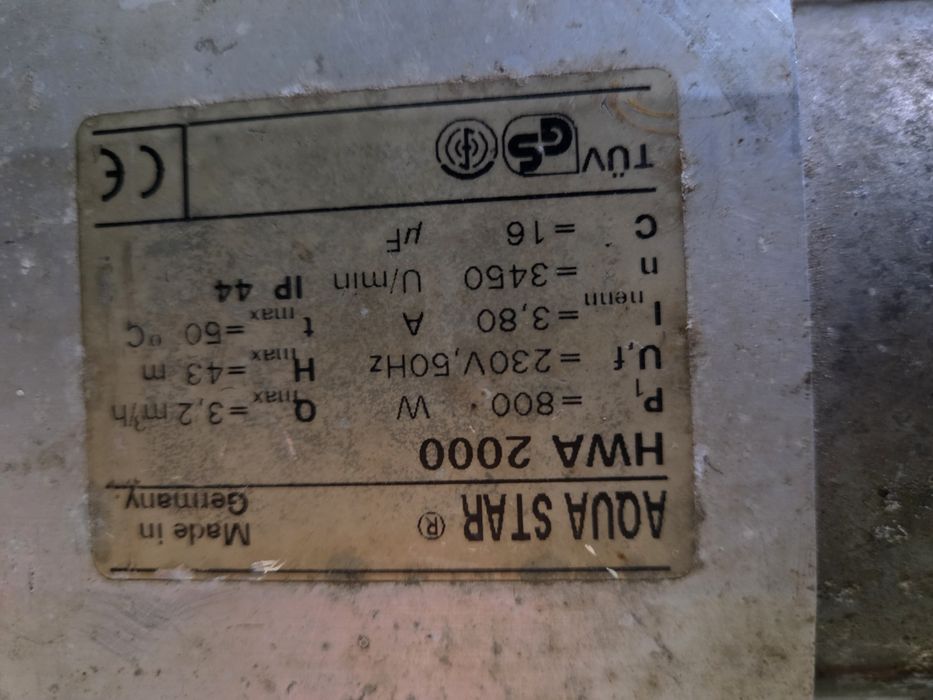 AQUA STAR ® Made in
Germany
HWA 2000
P1 =800 W Qmax =3,2 m³/h
U,f =230V,50Hz Hmax =43 m
Inenn =3,80 A tmax =50 °C
n =3450 U/min IP 44
C =16 µF
TÜV GS CE